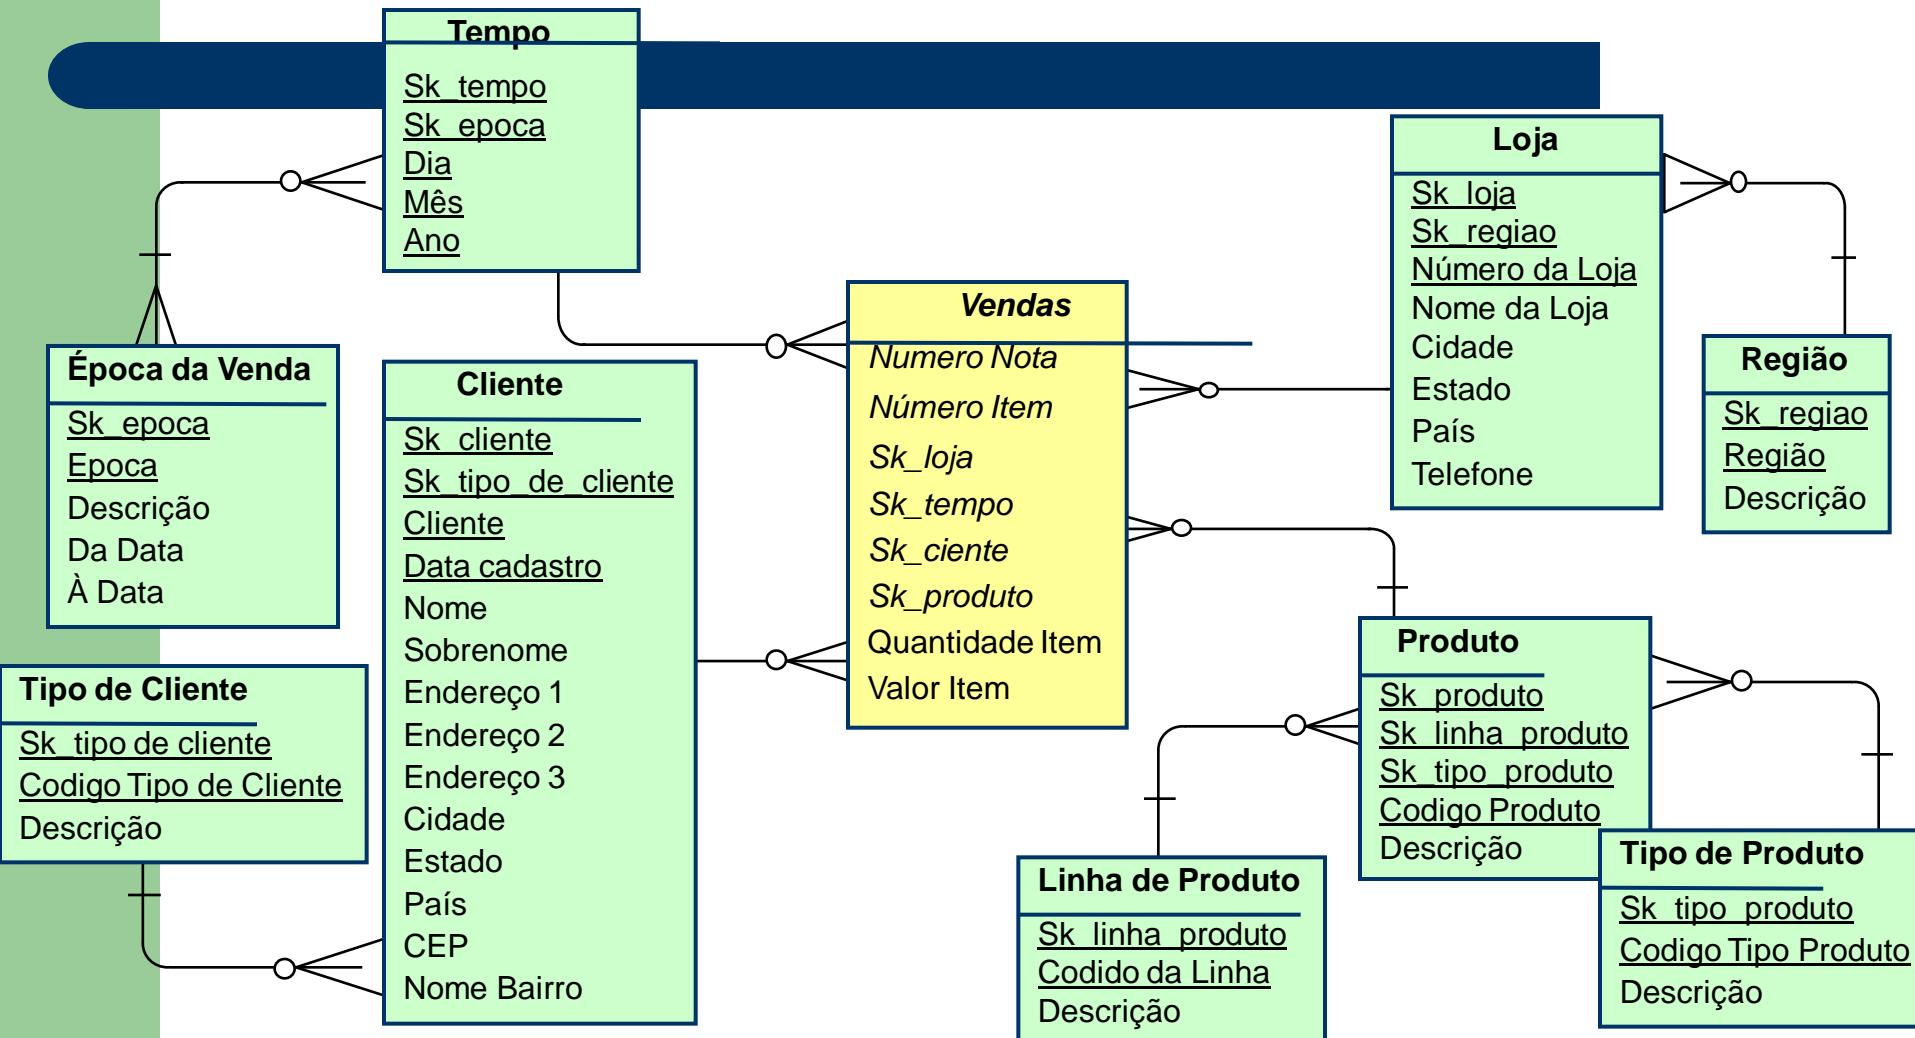 Tempo
Sk_tempo
Sk_epoca
Dia
Mês
Ano
Loja
Sk_loja
Sk_regiao
Número da Loja
Nome da Loja
Cidade
Estado
País
Telefone
Região
Sk_regiao
Região
Descrição
Vendas
Numero Nota
Número Item
Sk_loja
Sk_tempo
Sk_ciente
Sk_produto
Quantidade Item
Valor Item
Época da Venda
Sk_epoca
Epoca
Descrição
Da Data
À Data
Cliente
Sk_cliente
Sk_tipo_de_cliente
Cliente
Data cadastro
Nome
Sobrenome
Endereço 1
Endereço 2
Endereço 3
Cidade
Estado
País
CEP
Nome Bairro
Tipo de Cliente
Sk_tipo de cliente
Codigo Tipo de Cliente
Descrição
Produto
Sk_produto
Sk_linha_produto
Sk_tipo_produto
Codigo Produto
Descrição
Linha de Produto
Sk_linha_produto
Codido da Linha
Descrição
Tipo de Produto
Sk_tipo_produto
Codigo Tipo Produto
Descrição